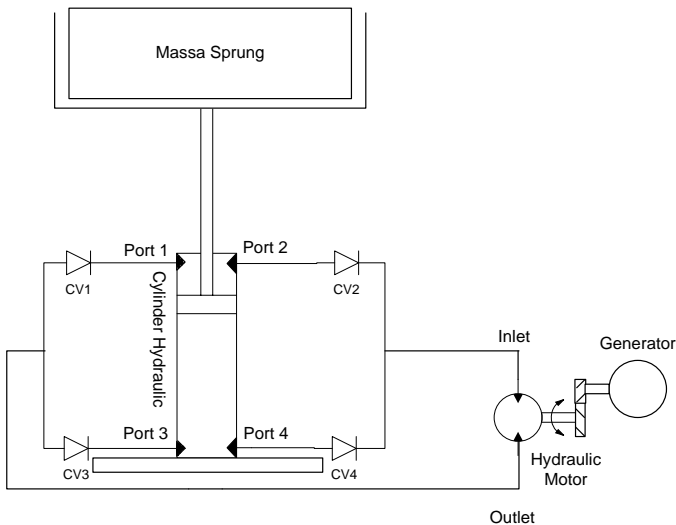 Massa Sprung
Port 1
Port 2
CV1
CV2
Cylinder Hydraulic
Inlet
Generator
Port 3
Port 4
CV3
CV4
Hydraulic
Motor
Outlet